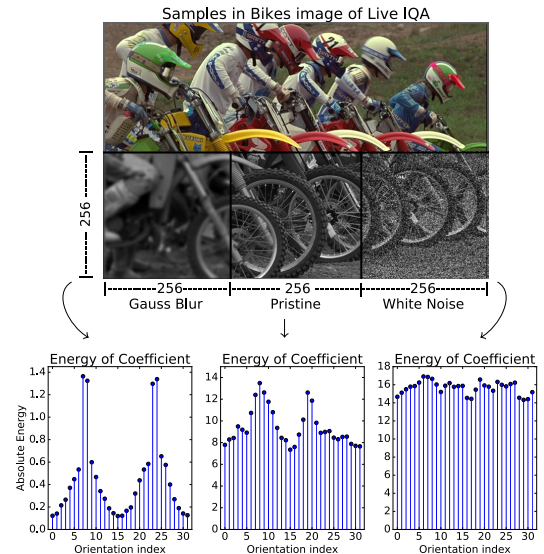 Samples in Bikes image of Live IQA
21
256
256 256 256
Gauss Blur Pristine White Noise
Energy of Coefficient Energy of Coefficient Energy of Coefficient
Absolute Energy
1.4
1.2
1.0
0.8
0.6
0.4
0.2
0.0
0 5 10 15 20 25 30
Orientation index
14
12
10
8
6
4
2
0
0 5 10 15 20 25 30
Orientation index
18
16
14
12
10
8
6
4
2
0
0 5 10 15 20 25 30
Orientation index